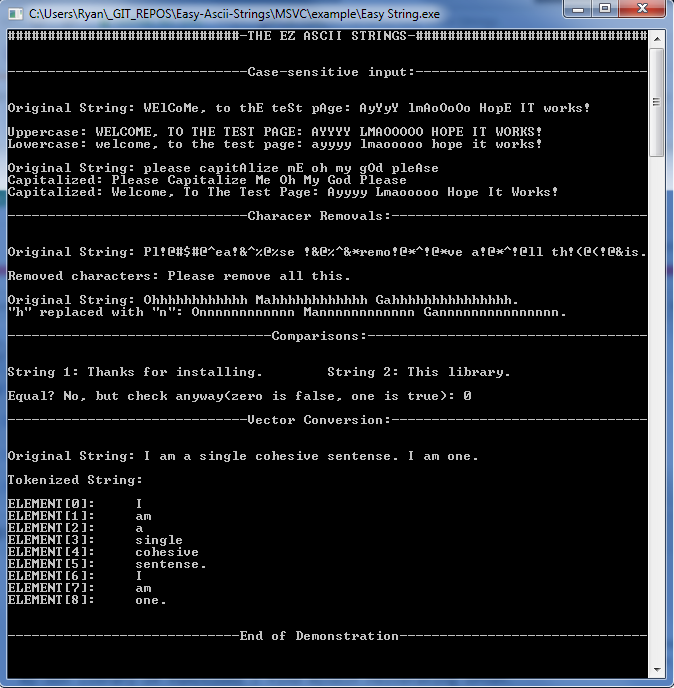 C:\Users\Ryan\_GIT_REPOS\Easy-Ascii-Strings\MSVC\example\Easy String.exe
#############################-THE EZ ASCII STRINGS-#############################
------------------------------Case-sensitive input:-----------------------------
Original String: WElCoMe, to thE teSt pAge: AyYyY lmAoOoOo HopE IT works!
Uppercase: WELCOME, TO THE TEST PAGE: AYYYY LMAOOOOO HOPE IT WORKS!
Lowercase: welcome, to the test page: ayyyy lmaooooo hope it works!
Original String: please capitAlize mE oh my gOd pleAse
Capitalized: Please Capitalize Me Oh My God Please
Capitalized: Welcome, To The Test Page: Ayyyy Lmaooooo Hope It Works!
------------------------------Characer Removals:--------------------------------
Original String: Pl!@#$#@^ea!&^%@%se !&@%^&*remo!@*^!@*ve a!@*^!@ll th!(@(!@&is.
Removed characters: Please remove all this.
Original String: Ohhhhhhhhhhhh Mahhhhhhhhhhhh Gahhhhhhhhhhhhhhh.
"h" replaced with "n": Onnnnnnnnnnnn Mannnnnnnnnnnn Gannnnnnnnnnnnnnn.
---------------------------------Comparisons:-----------------------------------
String 1: Thanks for installing. String 2: This library.
Equal? No, but check anyway(zero is false, one is true): 0
------------------------------Vector Conversion:--------------------------------
Original String: I am a single cohesive sentense. I am one.
Tokenized String:
ELEMENT[0]: I
ELEMENT[1]: am
ELEMENT[2]: a
ELEMENT[3]: single
ELEMENT[4]: cohesive
ELEMENT[5]: sentense.
ELEMENT[6]: I
ELEMENT[7]: am
ELEMENT[8]: one.
-----------------------------End of Demonstration-------------------------------